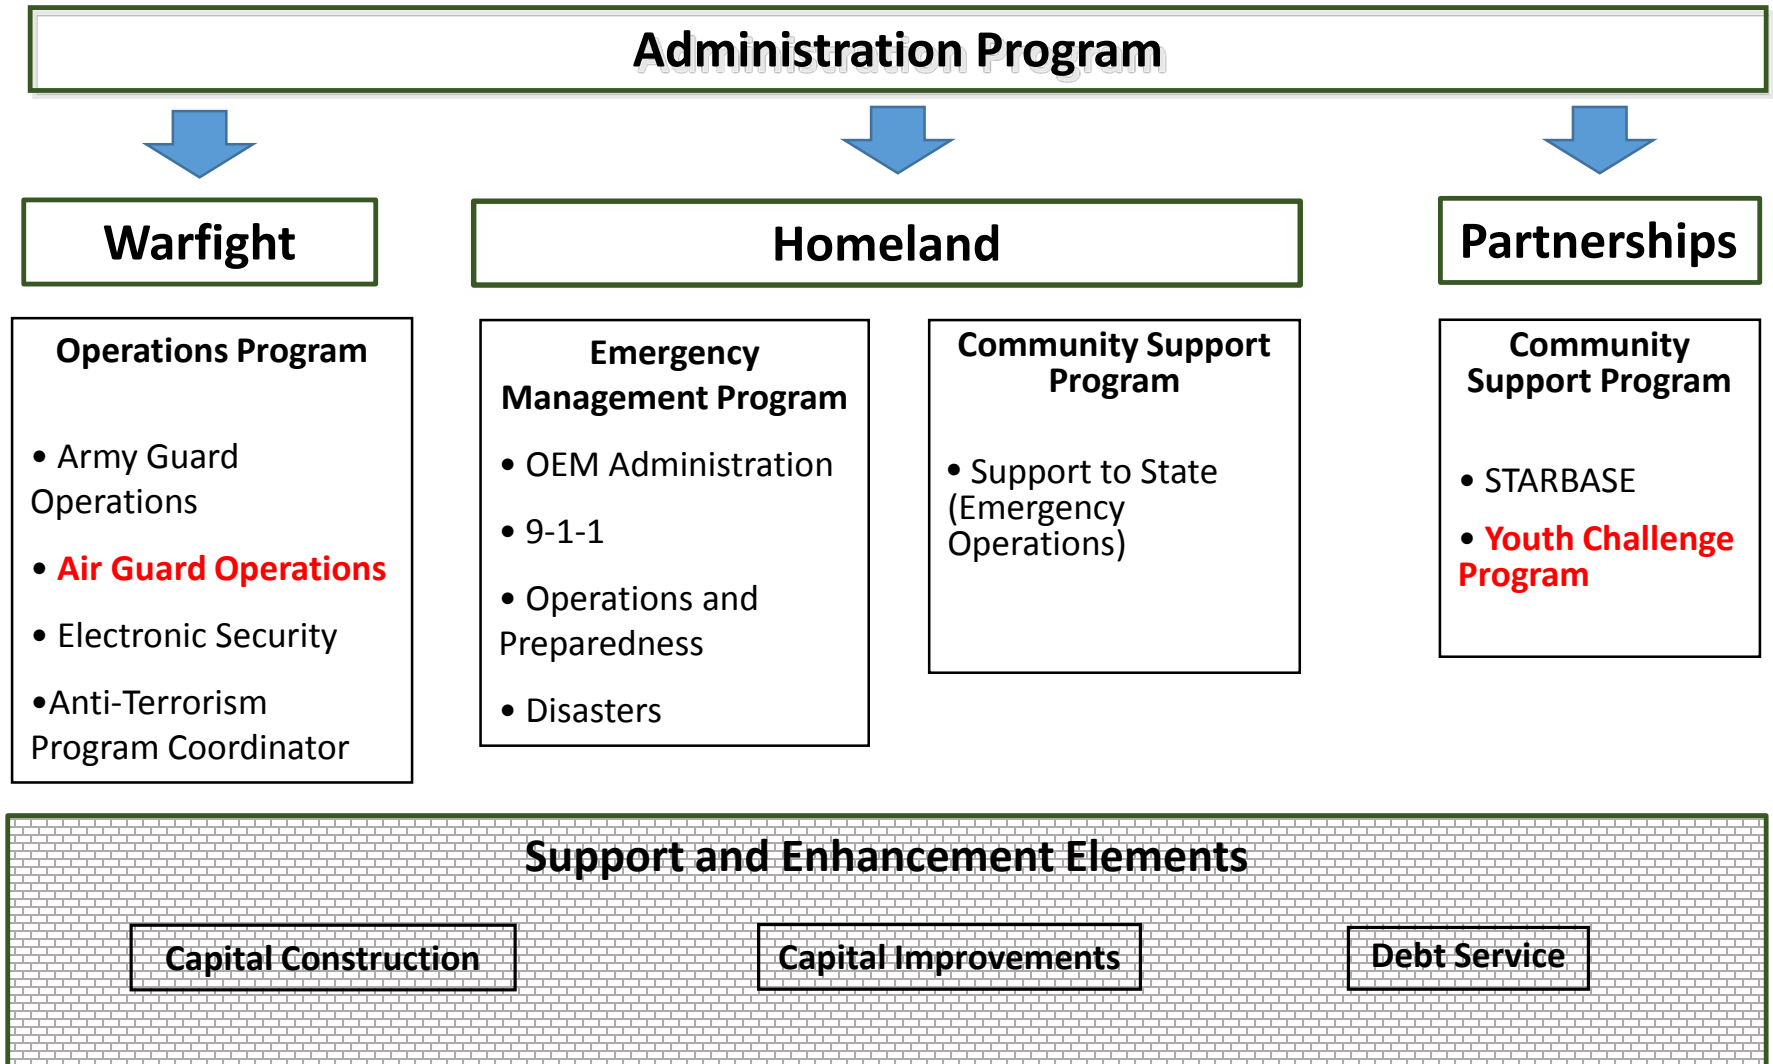 Administration Program
Warfight
Homeland
Partnerships
Operations Program
• Army Guard
Operations
• Air Guard Operations
• Electronic Security
•Anti-Terrorism
Program Coordinator
Emergency
Management Program
• OEM Administration
• 9-1-1
• Operations and
Preparedness
• Disasters
Community Support
Program
• Support to State
(Emergency
Operations)
Community
Support Program
• STARBASE
• Youth Challenge
Program
Support and Enhancement Elements
Capital Construction
Capital Improvements
Debt Service